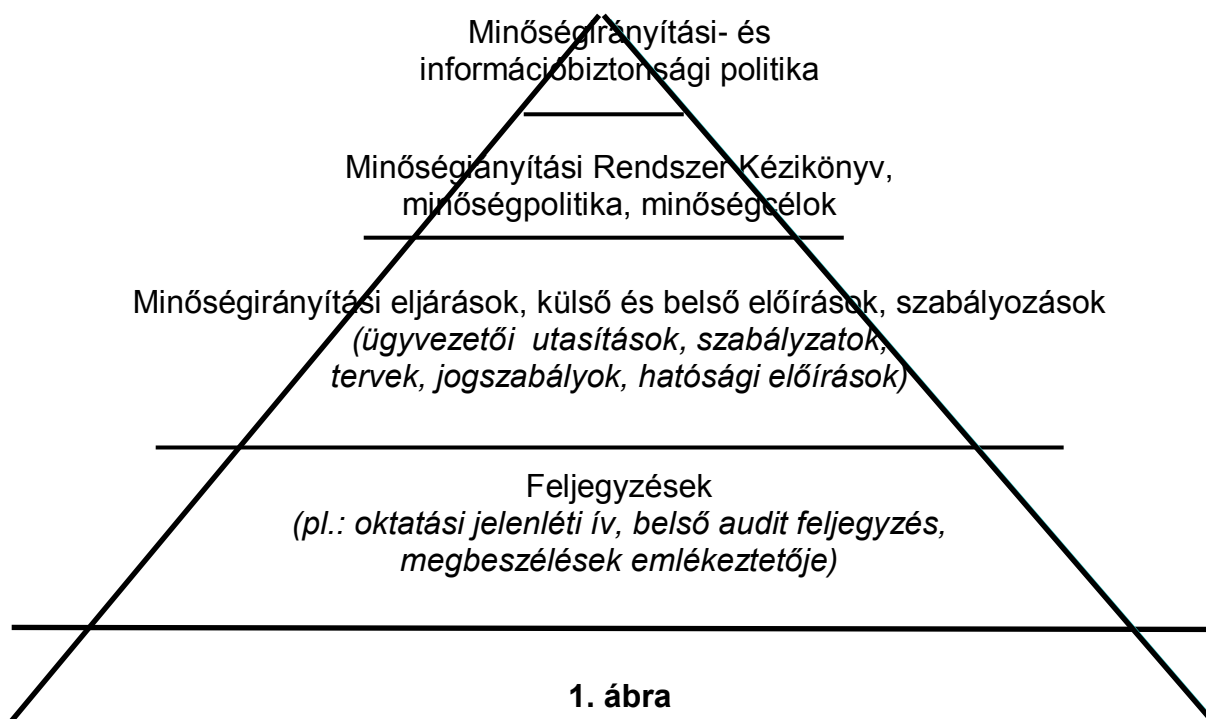 Minőségirányítási- és
információbiztonsági politika
Minőségiányítási Rendszer Kézikönyv,
minőségpolitika, minőségcélok
Minőségirányítási eljárások, külső és belső előírások, szabályozások
(ügyvezetői utasítások, szabályzatok,
tervek, jogszabályok, hatósági előírások)
Feljegyzések
(pl.: oktatási jelenléti ív, belső audit feljegyzés,
megbeszélések emlékeztetője)
1. ábra